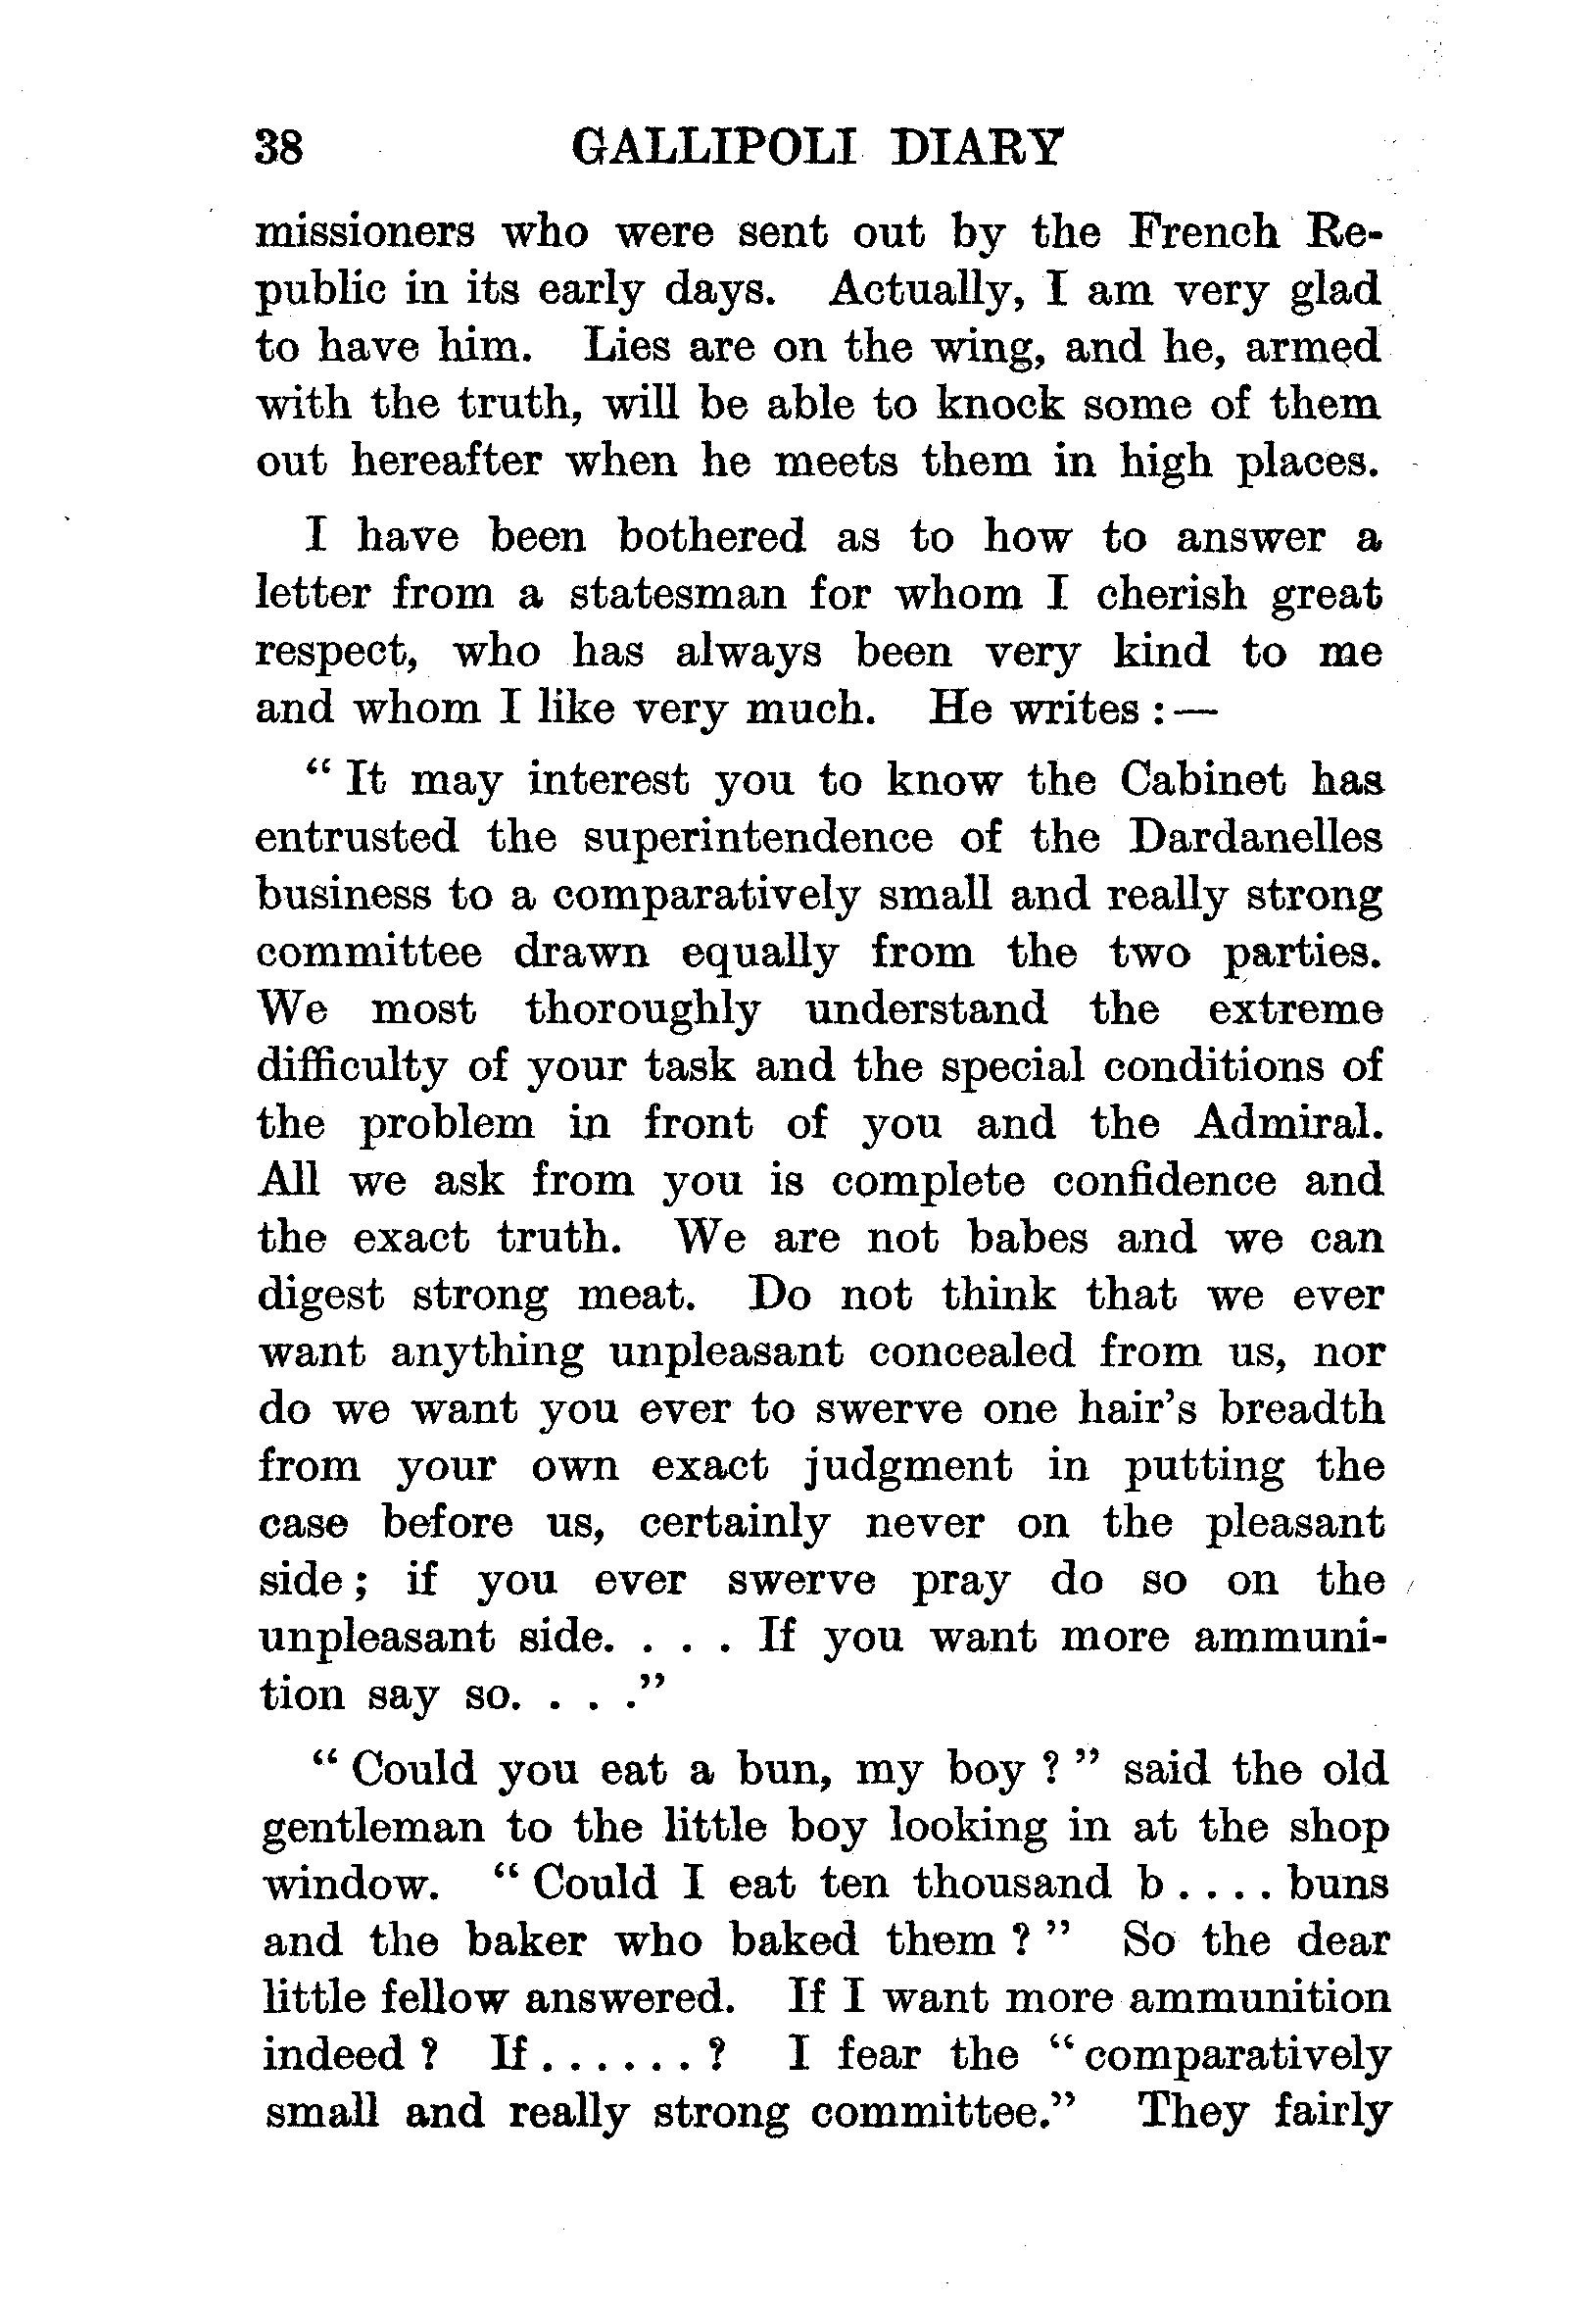 38 GALLIPOLI DIARY
missioners who were sent out by the French Re-
public in its early days. Actually, I am very glad
to have him. Lies are on the wing, and he, armed
with the truth, will be able to knock some of them
out hereafter when he meets them in high places.
I have been bothered as to how to answer a
letter from a statesman for whom I cherish great
respect, who has always been very kind to me
and whom I like very much. He writes :—
“ It may interest you to know the Cabinet has
entrusted the superintendence of the Dardanelles
business to a comparatively small and really strong
committee drawn equally from the two parties.
We most thoroughly understand the extreme
difficulty of your task and the special conditions of
the problem in front of you and the Admiral.
All we ask from you is complete confidence and
the exact truth. We are not babes and we can
digest strong meat. Do not think that we ever
want anything unpleasant concealed from us, nor
do we want you ever to swerve one hair’s breadth
from your own exact judgment in putting the
case before us, certainly never on the pleasant
side ; if you ever swerve pray do so on the
unpleasant side. . . . If you want more ammuni-
tion say so. . . .”
“ Could you eat a bun, my boy ? ” said the old
gentleman to the little boy looking in at the shop
window. “ Could I eat ten thousand b . . . . buns
and the baker who baked them ? ” So the dear
little fellow answered. If I want more ammunition
indeed ? If . . . . . . ? I fear the “ comparatively
small and really strong committee.” They fairly